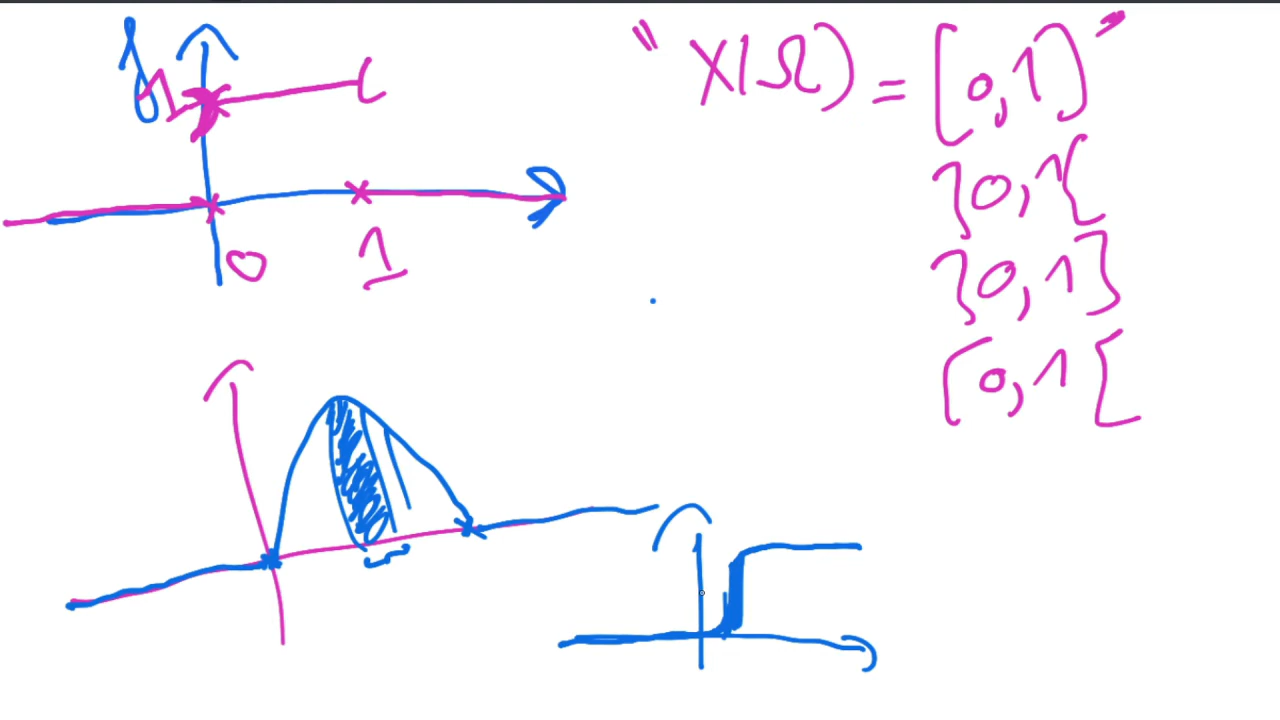 " X(Ω) = [0,1] "
]0,1[
]0,1]
[0,1[
0 1